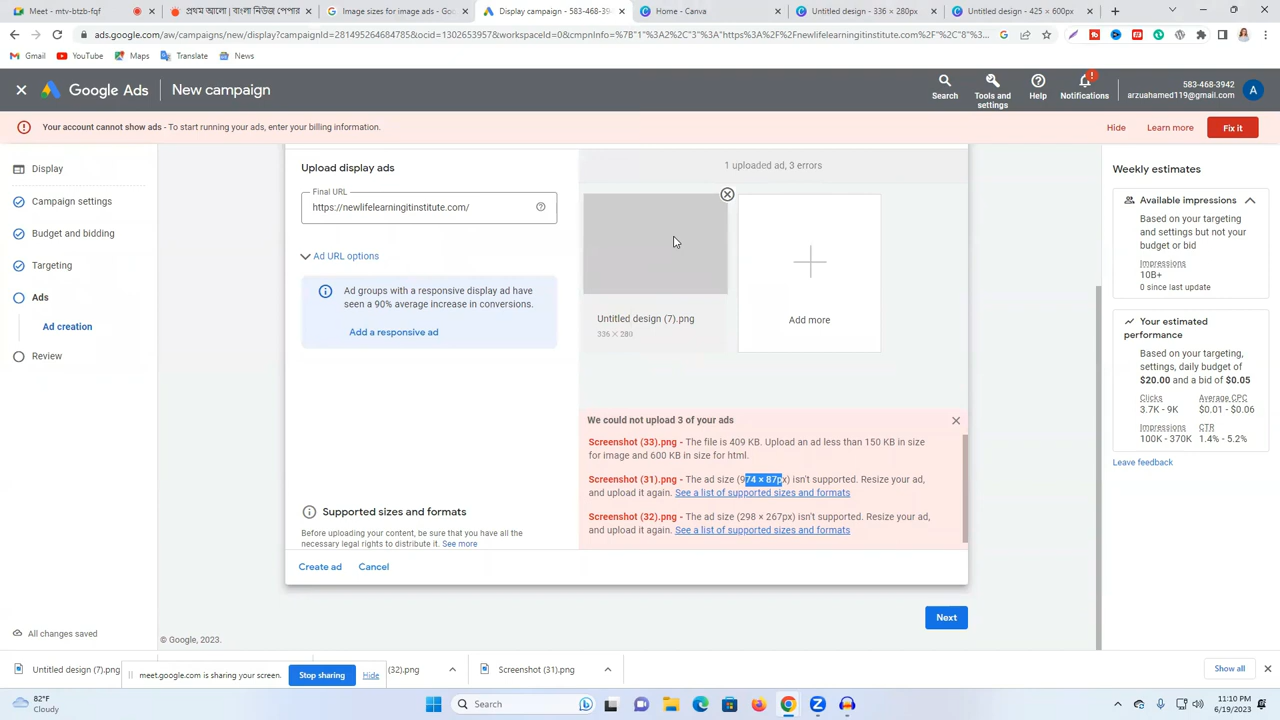 Meet - mtv-btzb-fqf
প্রথম আলো | বাংলা নিউজ পেপার
Image sizes for image ads - Goo
Display campaign - 583-468-394
Home - Canva
Untitled design - 336 × 280px
Untitled design - 425 × 600px
ads.google.com/aw/campaigns/new/display?campaignId=281495264684785&ocid=1302653957&workspaceId=0&cmpnInfo=%7B"1"%3A"2"%2C"3"%3A"https%3A%2F%2Fnewlifelearningitinstitute.com%2F"%2C"8"%...
Gmail
YouTube
Maps
Translate
News
Google Ads
New campaign
Search
Tools and
settings
Help
Notifications
583-468-3942
arzuahamed119@gmail.com
A
Your account cannot show ads - To start running your ads, enter your billing information.
Hide
Learn more
Fix it
Display
Campaign settings
Budget and bidding
Targeting
Ads
Ad creation
Review
All changes saved
Upload display ads
Final URL
https://newlifelearningitinstitute.com/
Ad URL options
Ad groups with a responsive display ad have
seen a 90% average increase in conversions.
Add a responsive ad
Supported sizes and formats
Before uploading your content, be sure that you have all the
necessary legal rights to distribute it. See more
Create ad
Cancel
1 uploaded ad, 3 errors
Untitled design (7).png
336 × 280
Add more
We could not upload 3 of your ads
Screenshot (33).png - The file is 409 KB. Upload an ad less than 150 KB in size
for image and 600 KB in size for html.
Screenshot (31).png - The ad size (974 × 87px) isn't supported. Resize your ad,
and upload it again. See a list of supported sizes and formats
Screenshot (32).png - The ad size (298 × 267px) isn't supported. Resize your ad,
and upload it again. See a list of supported sizes and formats
Next
© Google, 2023.
Weekly estimates
Available impressions
Based on your targeting
and settings but not your
budget or bid
Impressions
10B+
0 since last update
Your estimated
performance
Based on your targeting,
settings, daily budget of
$20.00 and a bid of $0.05
Clicks
3.7K - 9K
Average CPC
$0.01 - $0.06
Impressions
100K - 370K
CTR
1.4% - 5.2%
Leave feedback
Untitled design (7).png
meet.google.com is sharing your screen.
Stop sharing
Hide
(32).png
Screenshot (31).png
Show all
82°F
Cloudy
Search
11:10 PM
6/19/2023